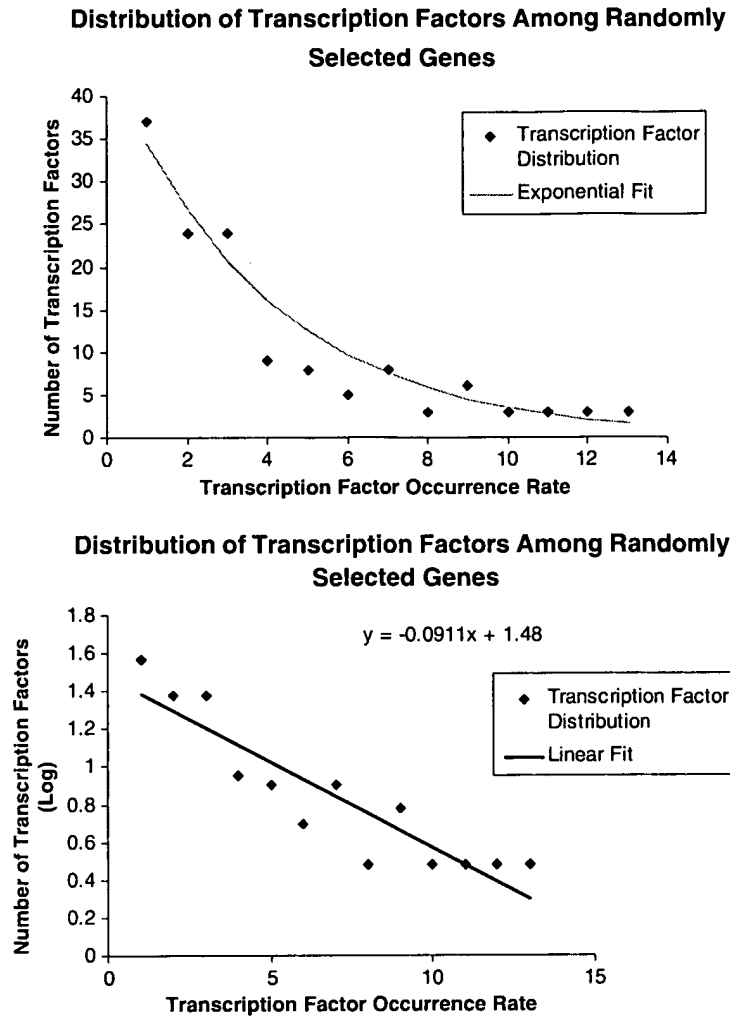 Distribution of Transcription Factors Among Randomly
Selected Genes
40
35
30
25
20
15
10
5
0
Number of Transcription Factors
Transcription Factor
Distribution
Exponential Fit
0 2 4 6 8 10 12 14
Transcription Factor Occurrence Rate
Distribution of Transcription Factors Among Randomly
Selected Genes
1.8
1.6
1.4
1.2
1
0.8
0.6
0.4
0.2
0
Number of Transcription Factors
(Log)
y = -0.0911x + 1.48
Transcription Factor
Distribution
Linear Fit
0 5 10 15
Transcription Factor Occurrence Rate